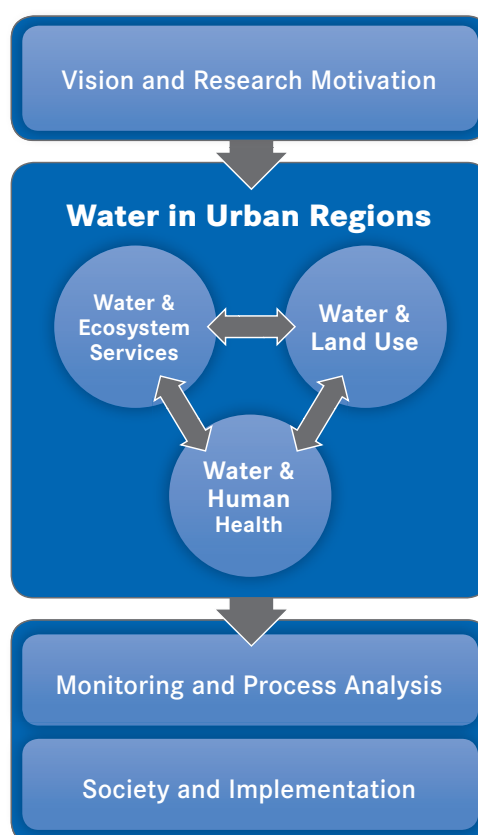 Vision and Research Motivation
Water in Urban Regions
Water &
Ecosystem
Services
Water &
Land Use
Water &
Human
Health
Monitoring and Process Analysis
Society and Implementation